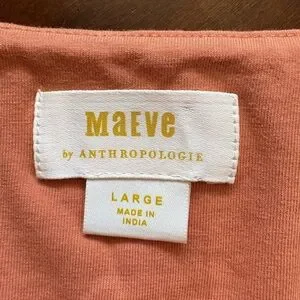 MaEVe
by ANTHROPOLOGIE
LARGE
MADE IN
INDIA